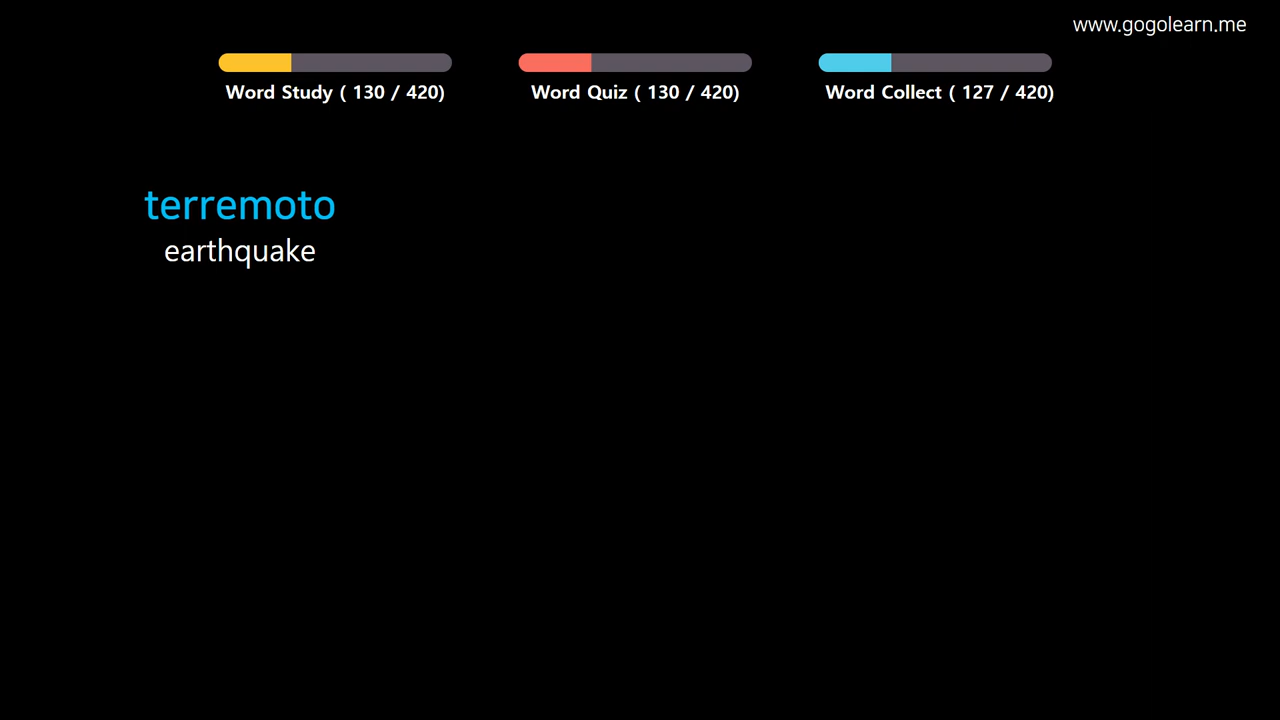 www.gogolearn.me
Word Study ( 130 / 420)
Word Quiz ( 130 / 420)
Word Collect ( 127 / 420)
terremoto
earthquake